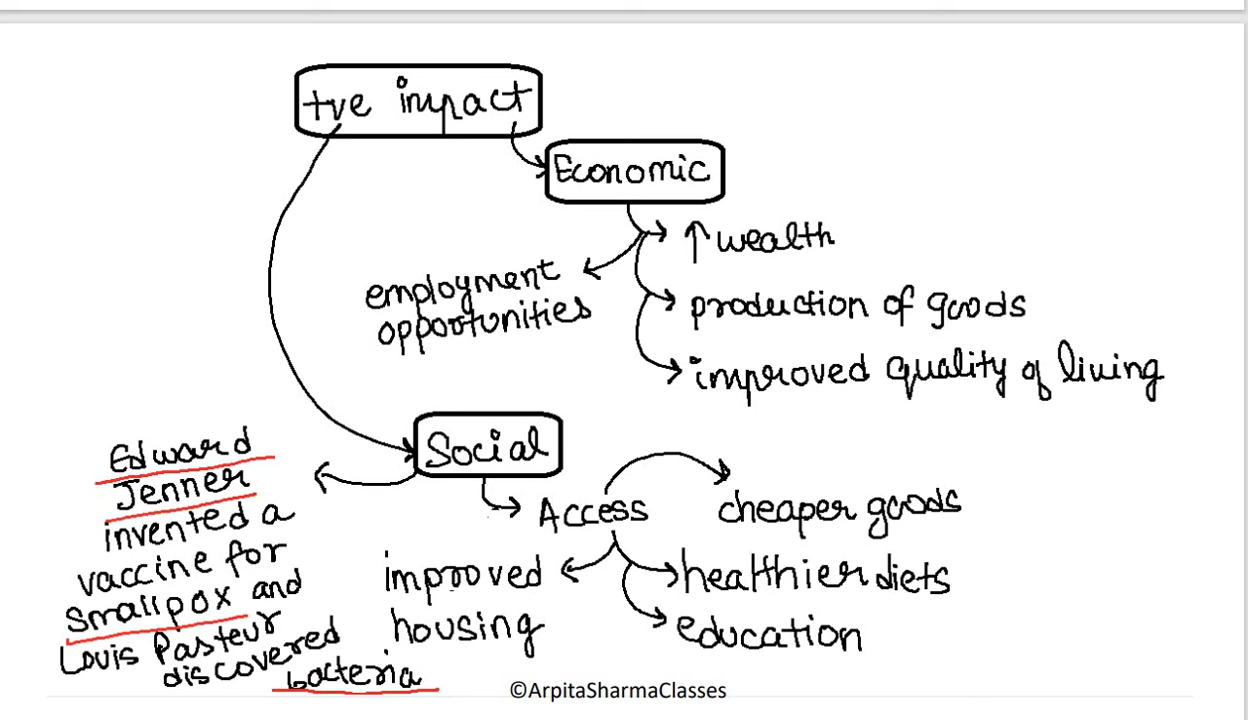 +ve impact
Economic
↑ wealth
employment
opportunities
production of goods
improved quality of living
Social
Edward
Jenner
invented a
vaccine for
smallpox and
Louis Pasteur
discovered
bacteria
Access
cheaper goods
improved
housing
healthier diets
education
©ArpitaSharmaClasses